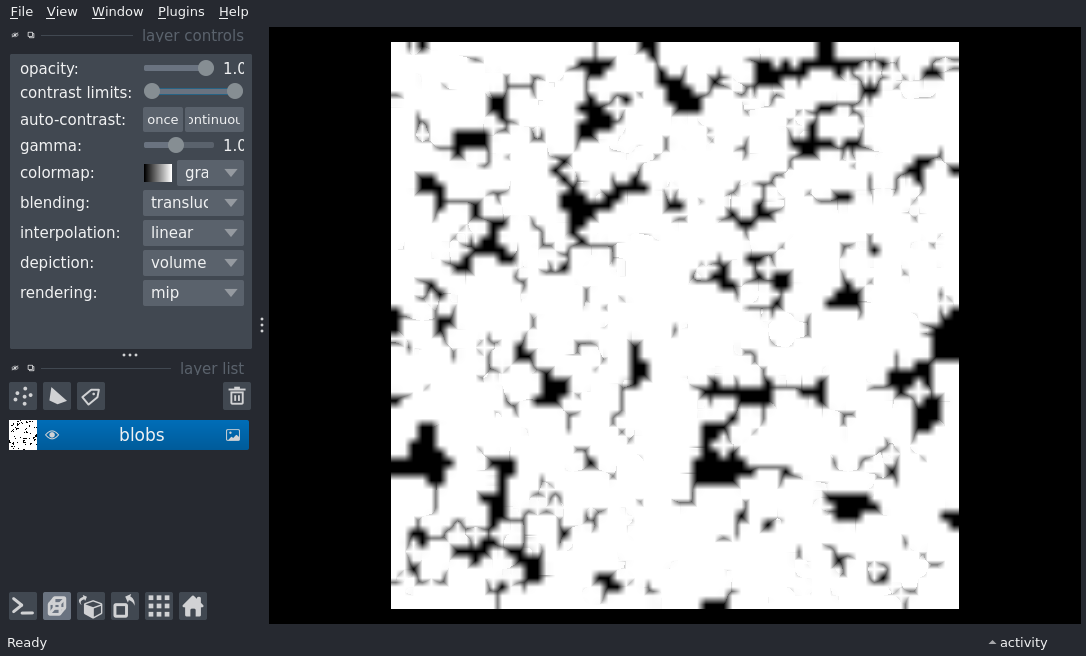 File View Window Plugins Help
layer controls
opacity: 1.0
contrast limits:
auto-contrast: once ontinuou
gamma: 1.0
colormap: gra
blending: transluc
interpolation: linear
depiction: volume
rendering: mip
layer list
blobs
Ready activity